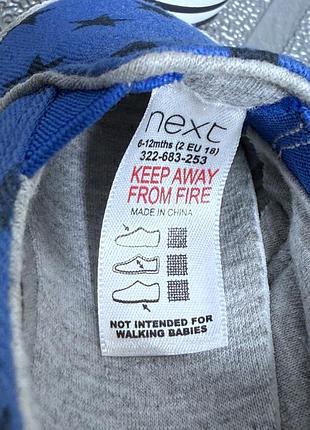 next
6-12mths (2 EU 18)
322-683-253
KEEP AWAY
FROM FIRE
MADE IN CHINA
NOT INTENDED FOR
WALKING BABIES